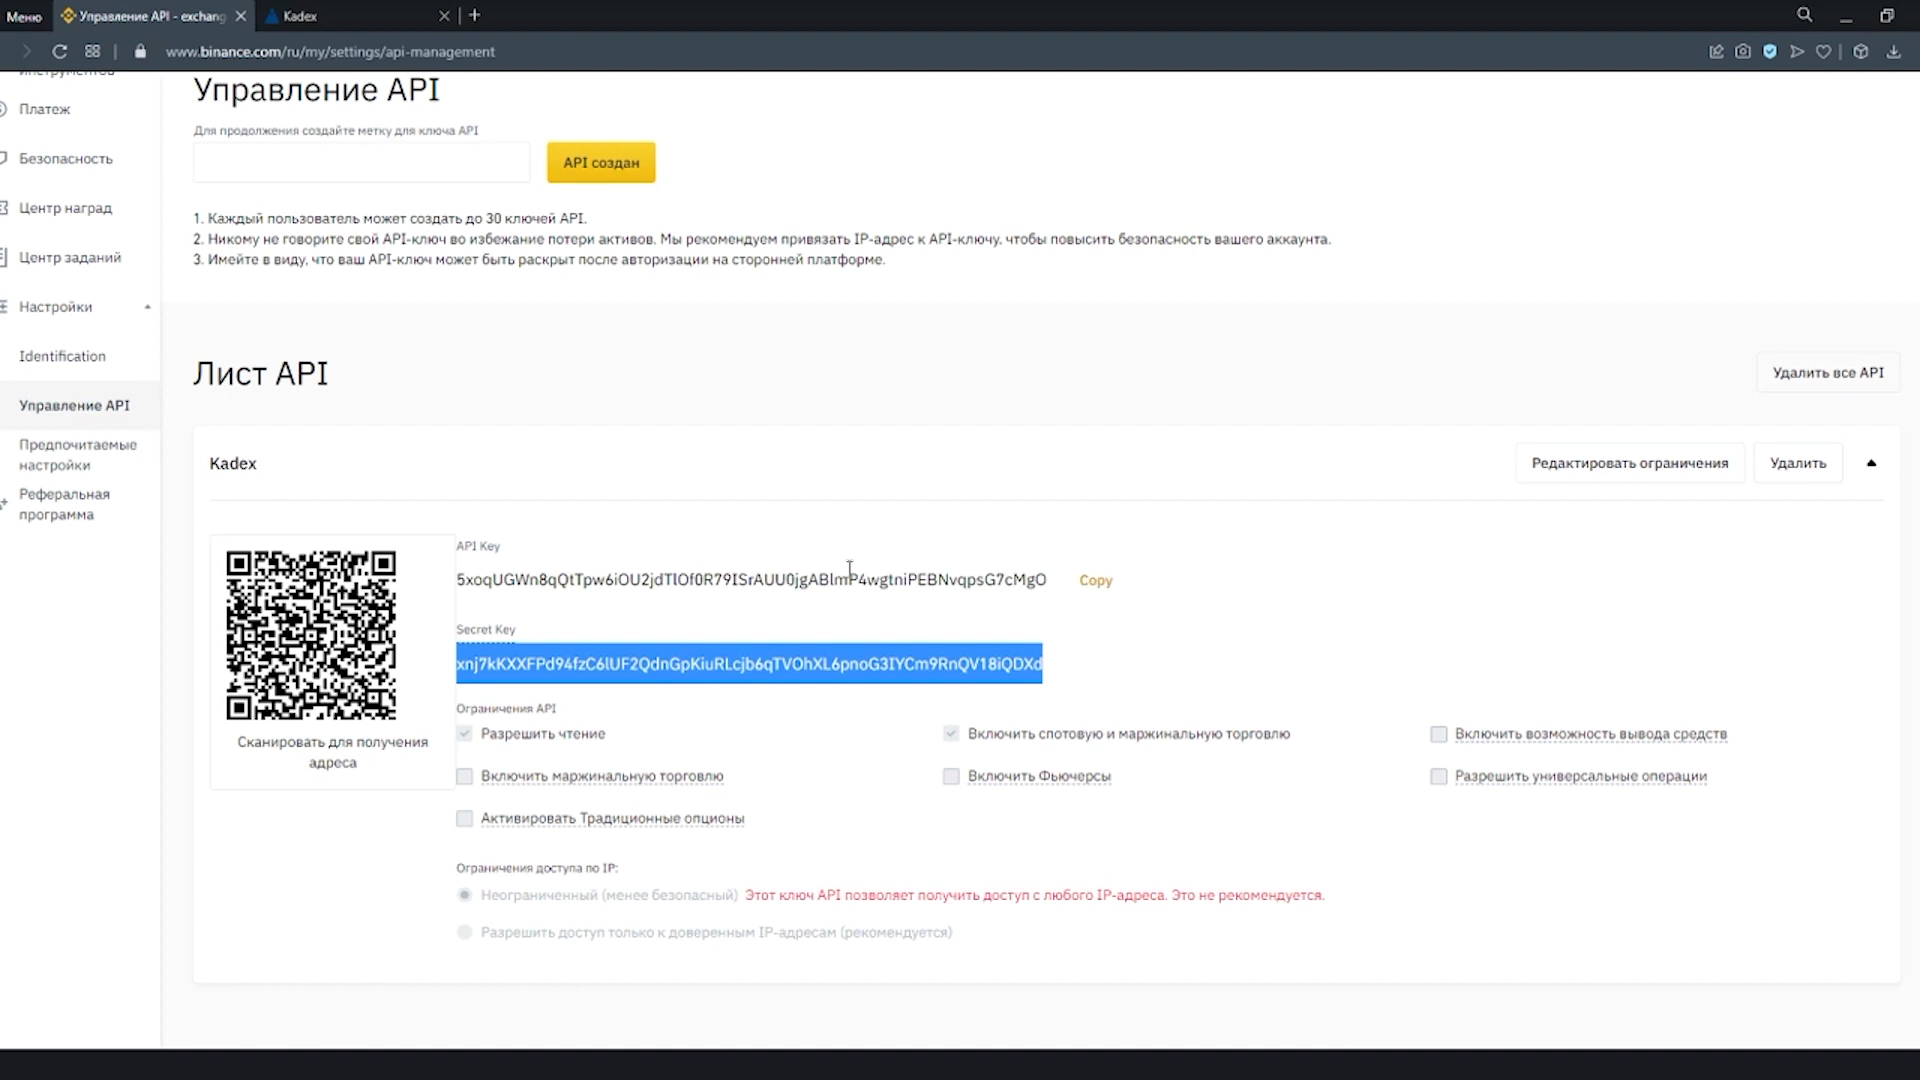 Меню
Управление API - exchang
Kadex
www.binance.com/ru/my/settings/api-management
инструментов
Платеж
Безопасность
Центр наград
Центр заданий
Настройки
Identification
Управление API
Предпочитаемые
настройки
Реферальная
программа
Управление API
Для продолжения создайте метку для ключа API
API создан
1. Каждый пользователь может создать до 30 ключей API.
2. Никому не говорите свой API-ключ во избежание потери активов. Мы рекомендуем привязать IP-адрес к API-ключу, чтобы повысить безопасность вашего аккаунта.
3. Имейте в виду, что ваш API-ключ может быть раскрыт после авторизации на сторонней платформе.
Лист API
Удалить все API
Kadex
Редактировать ограничения
Удалить
Сканировать для получения
адреса
API Key
Copy
Secret Key
Ограничения API
Разрешить чтение
Включить спотовую и маржинальную торговлю
Включить возможность вывода средств
Включить маржинальную торговлю
Включить Фьючерсы
Разрешить универсальные операции
Активировать Традиционные опционы
Ограничения доступа по IP:
Неограниченный (менее безопасный) Этот ключ API позволяет получить доступ с любого IP-адреса. Это не рекомендуется.
Разрешить доступ только к доверенным IP-адресам (рекомендуется)